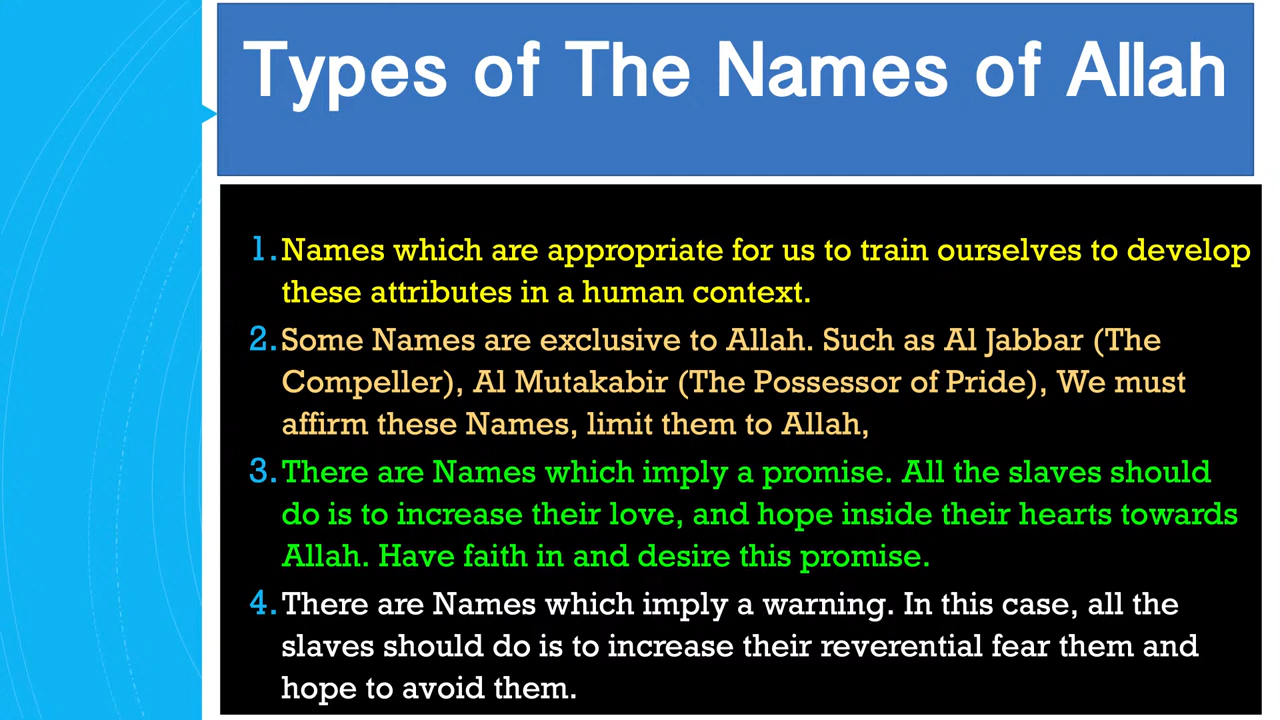 Types of The Names of Allah
1. Names which are appropriate for us to train ourselves to develop
these attributes in a human context.
2. Some Names are exclusive to Allah. Such as Al Jabbar (The
Compeller), Al Mutakabir (The Possessor of Pride), We must
affirm these Names, limit them to Allah,
3. There are Names which imply a promise. All the slaves should
do is to increase their love, and hope inside their hearts towards
Allah. Have faith in and desire this promise.
4. There are Names which imply a warning. In this case, all the
slaves should do is to increase their reverential fear them and
hope to avoid them.